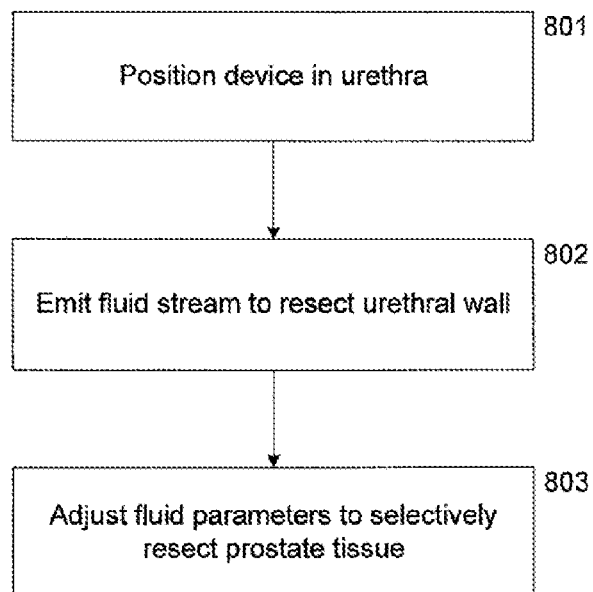 801
Position device in urethra
802
Emit fluid stream to resect urethral wall
803
Adjust fluid parameters to selectively
resect prostate tissue